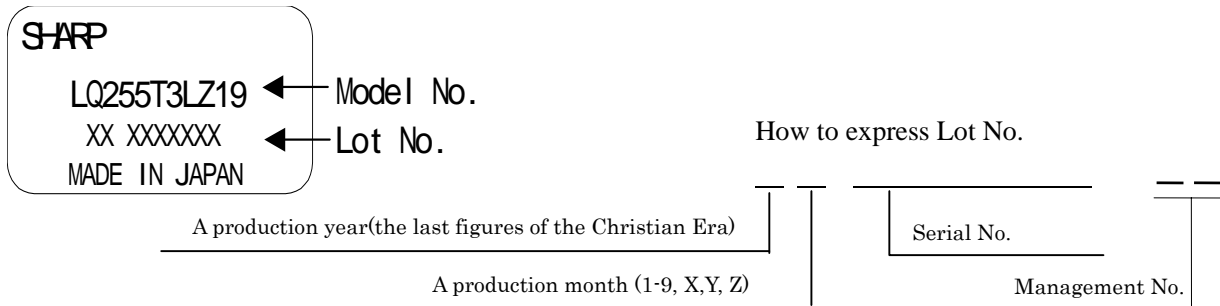 SHARP
LQ255T3LZ19
Model No.
XX XXXXXXX
Lot No.
MADE IN JAPAN
How to express Lot No.
A production year(the last figures of the Christian Era)
Serial No.
A production month (1-9, X,Y, Z)
Management No.